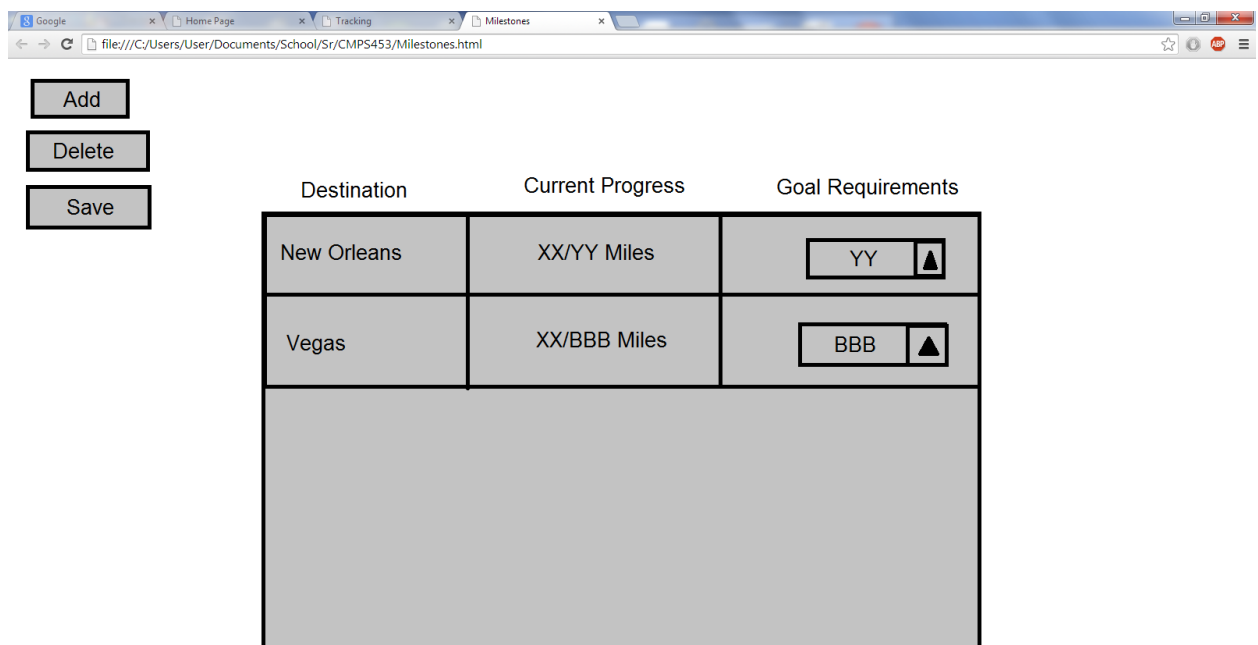 Google
Home Page
Tracking
Milestones
file:///C:/Users/User/Documents/School/Sr/CMPS453/Milestones.html
ABP
Add
Delete
Save
Destination Current Progress Goal Requirements
New Orleans XX/YY Miles YY
Vegas XX/BBB Miles BBB